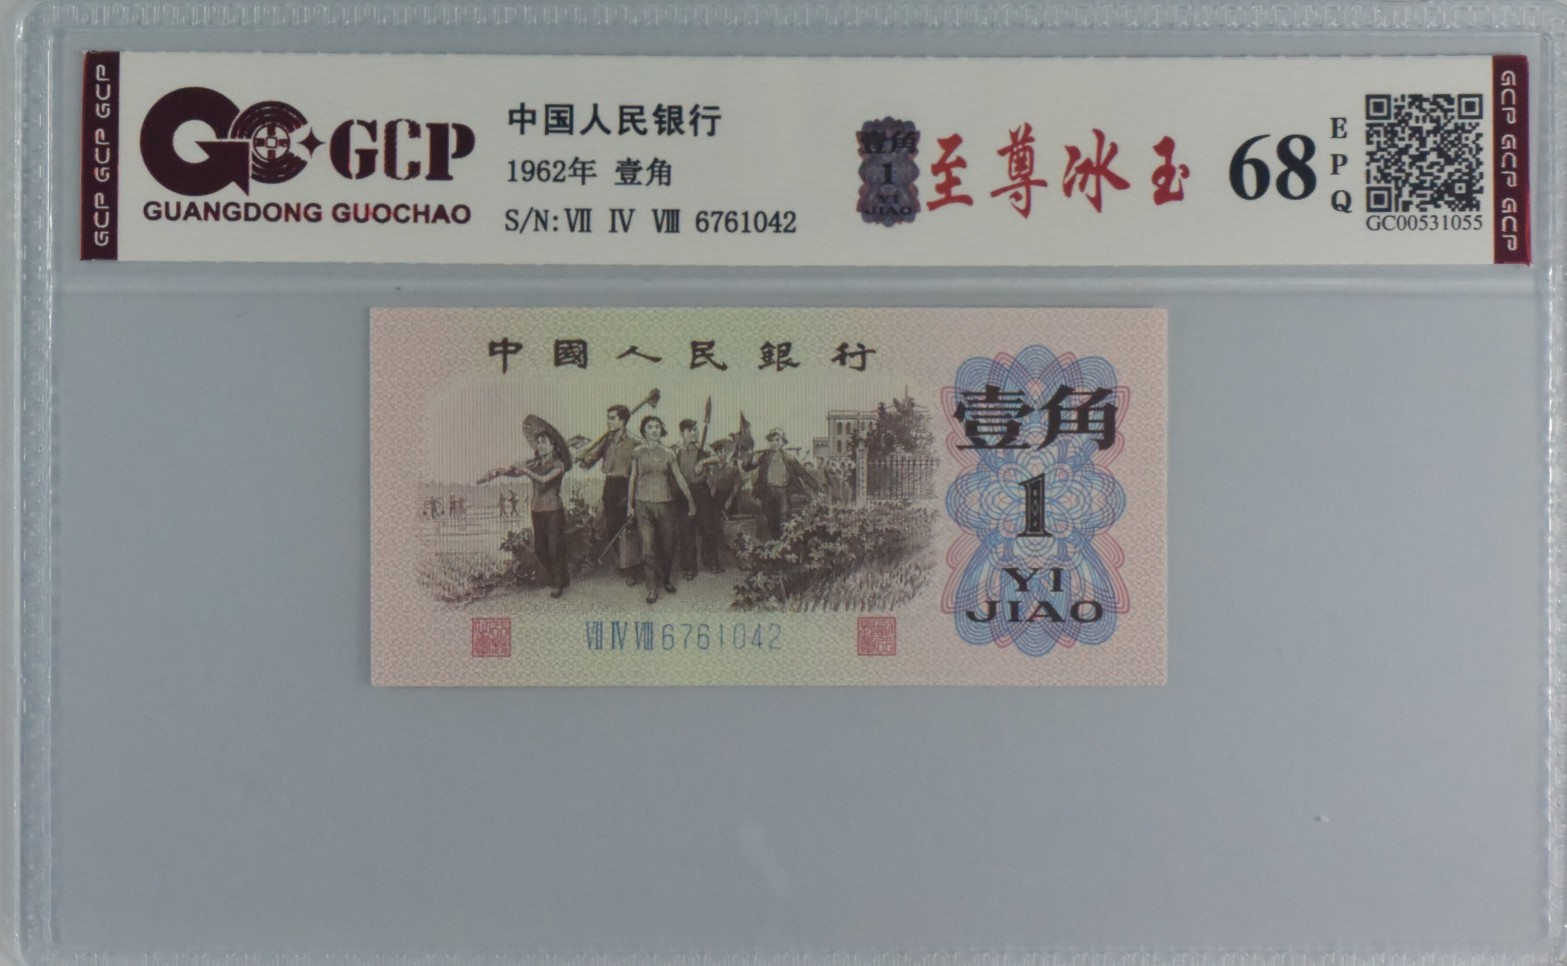 GCP GCP GCP
GCP
GUANGDONG GUOCHAO
中国人民银行
1962年 壹角
S/N: Ⅶ Ⅳ Ⅷ 6761042
壹角
1
YI
JIAO
至尊冰玉
68
EPQ
GC00531055
GCP GCP GCP
中國人民銀行
壹角
1
YI
JIAO
Ⅶ Ⅳ Ⅷ 6761042